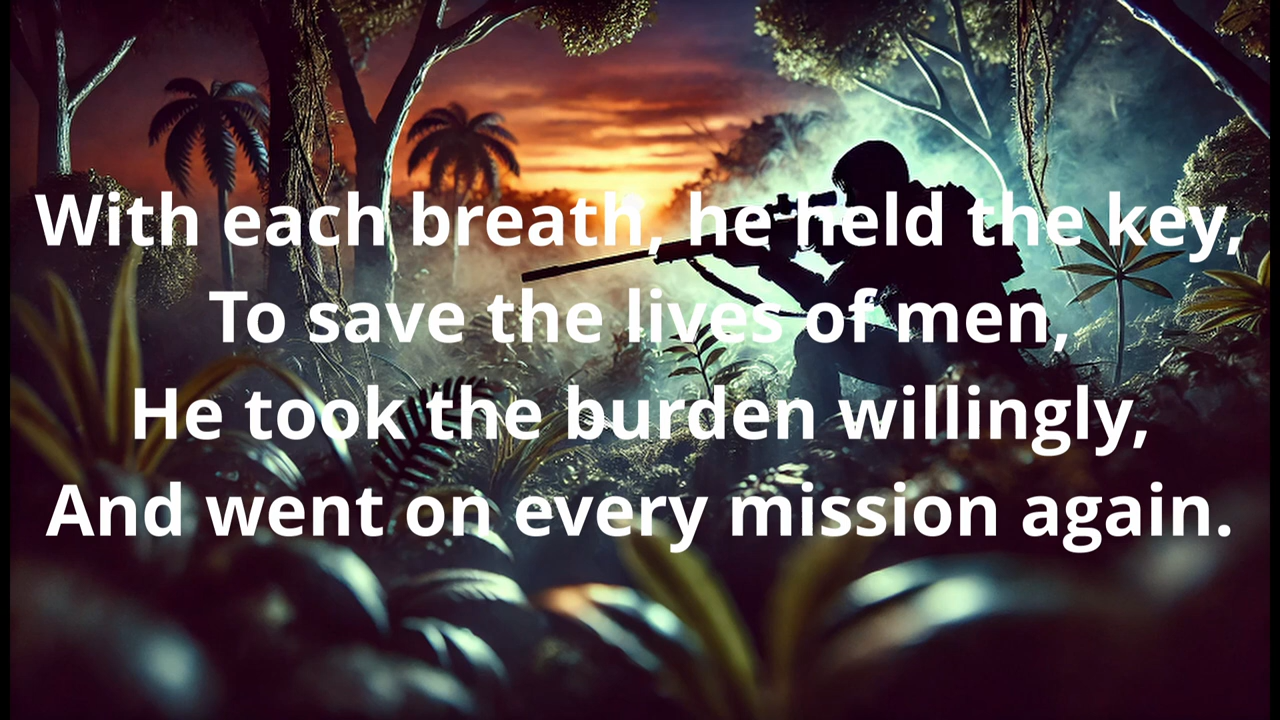 With each breath, he held the key,
To save the lives of men,
He took the burden willingly,
And went on every mission again.